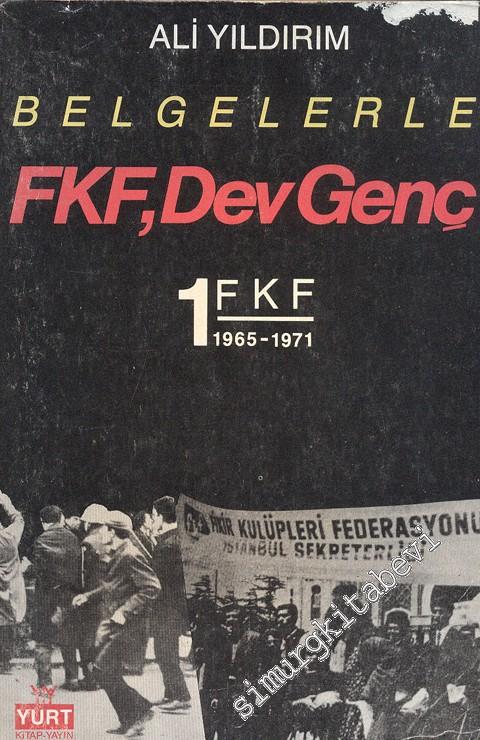 ALİ YILDIRIM
BELGELERLE
FKF, Dev Genç
1 FKF
1965-1971
FİKİR KULÜPLERİ FEDERASYONU
İSTANBUL SEKRETERLİĞİ
simurgkitabevi
YURT
KİTAP-YAYIN